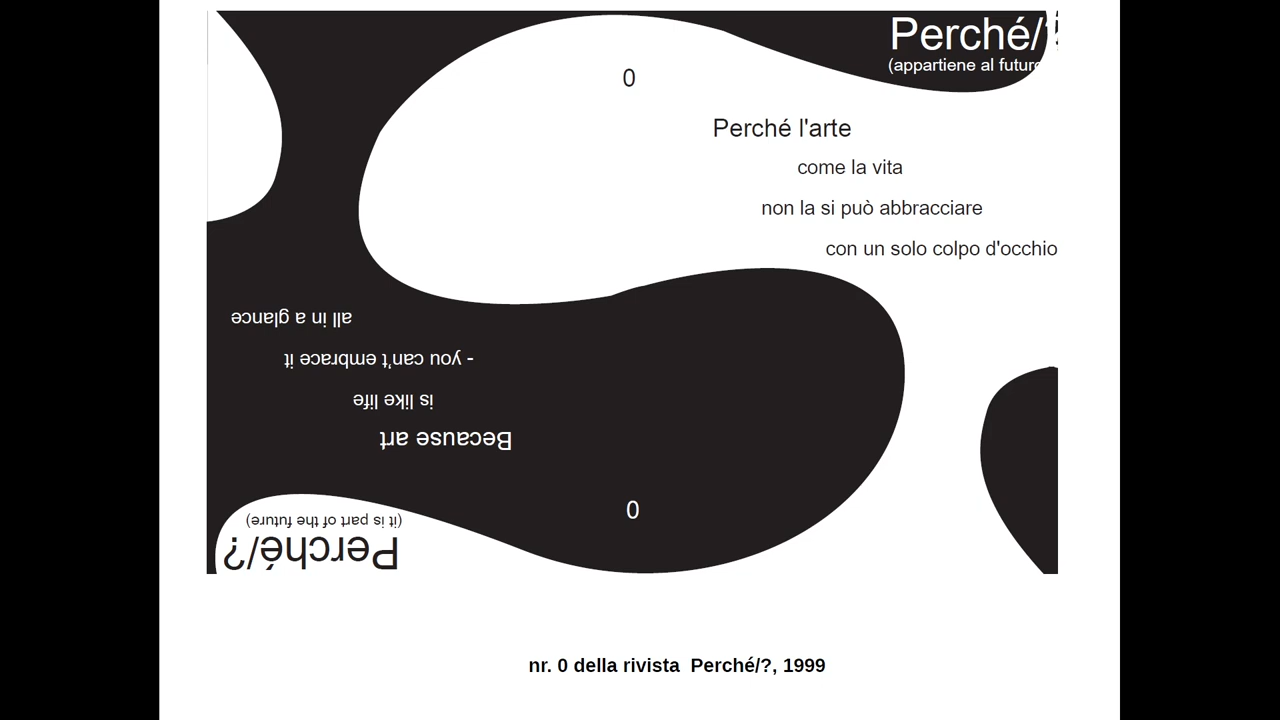 Perché/?
(appartiene al futuro
0
Perché l'arte
come la vita
non la si può abbracciare
con un solo colpo d'occhio
Perché/?
(it is part of the future)
0
Because art
is like life
- you can't embrace it
all in a glance
nr. 0 della rivista Perché/?, 1999